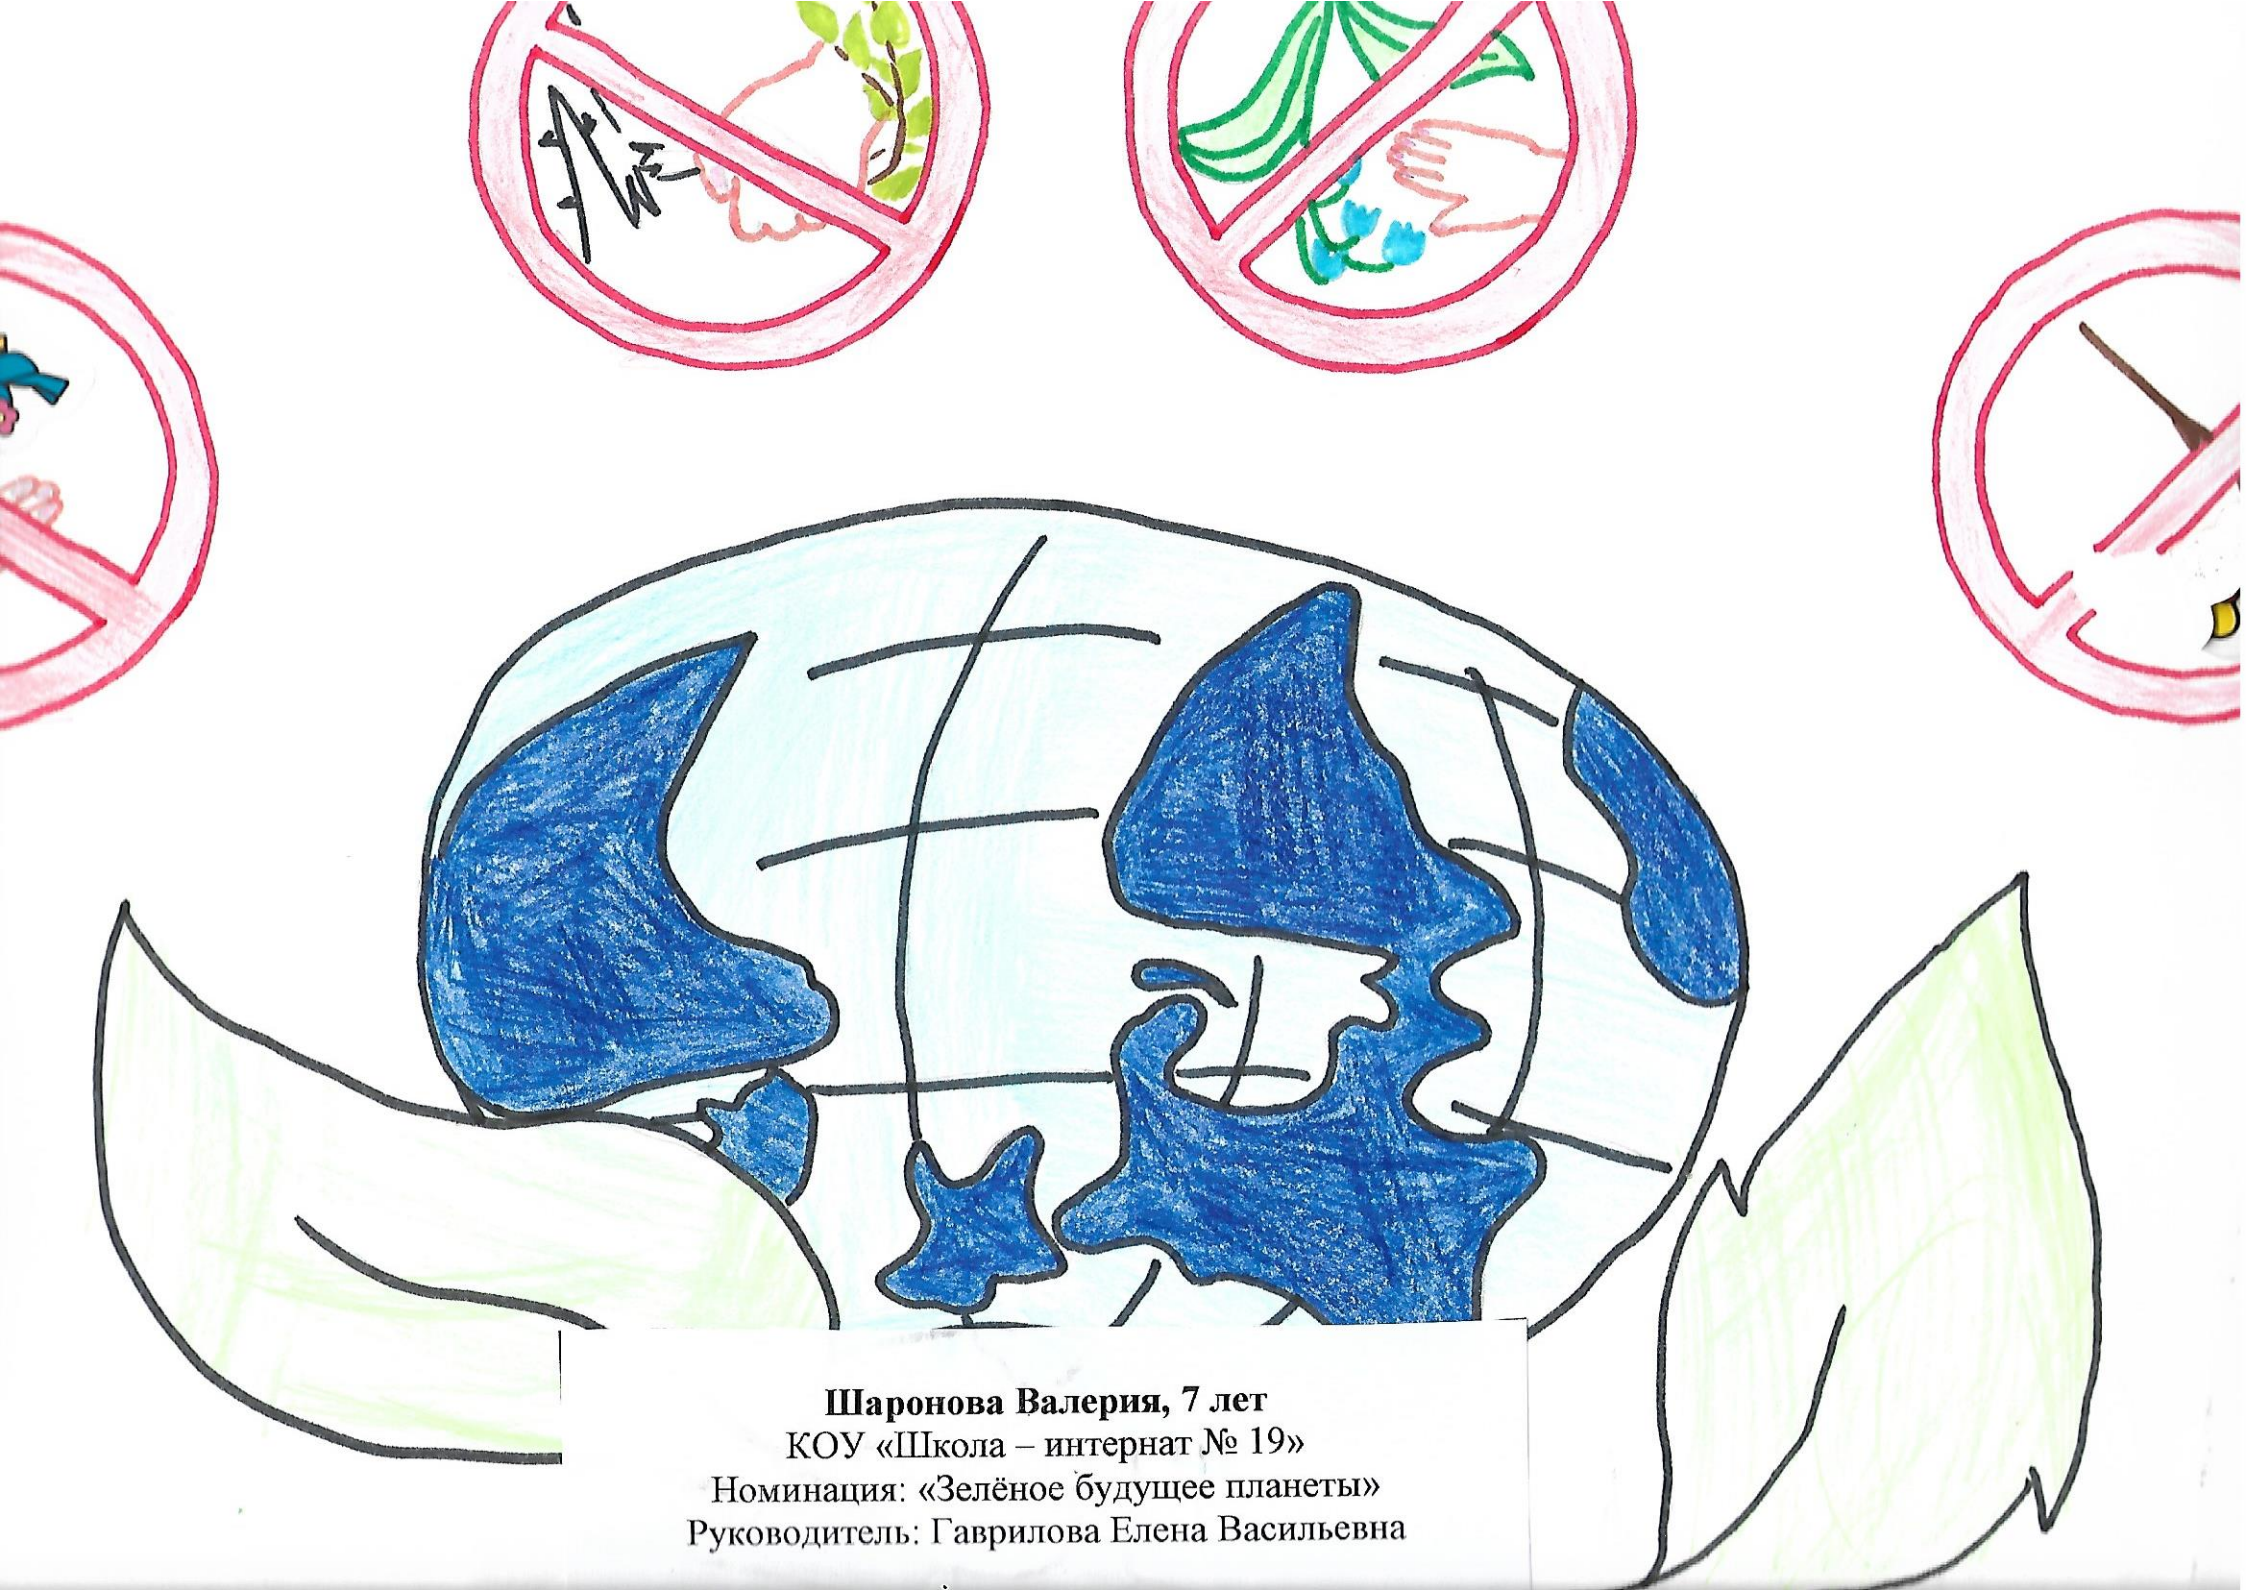 Шаронова Валерия, 7 лет
КОУ «Школа – интернат № 19»
Номинация: «Зелёное будущее планеты»
Руководитель: Гаврилова Елена Васильевна